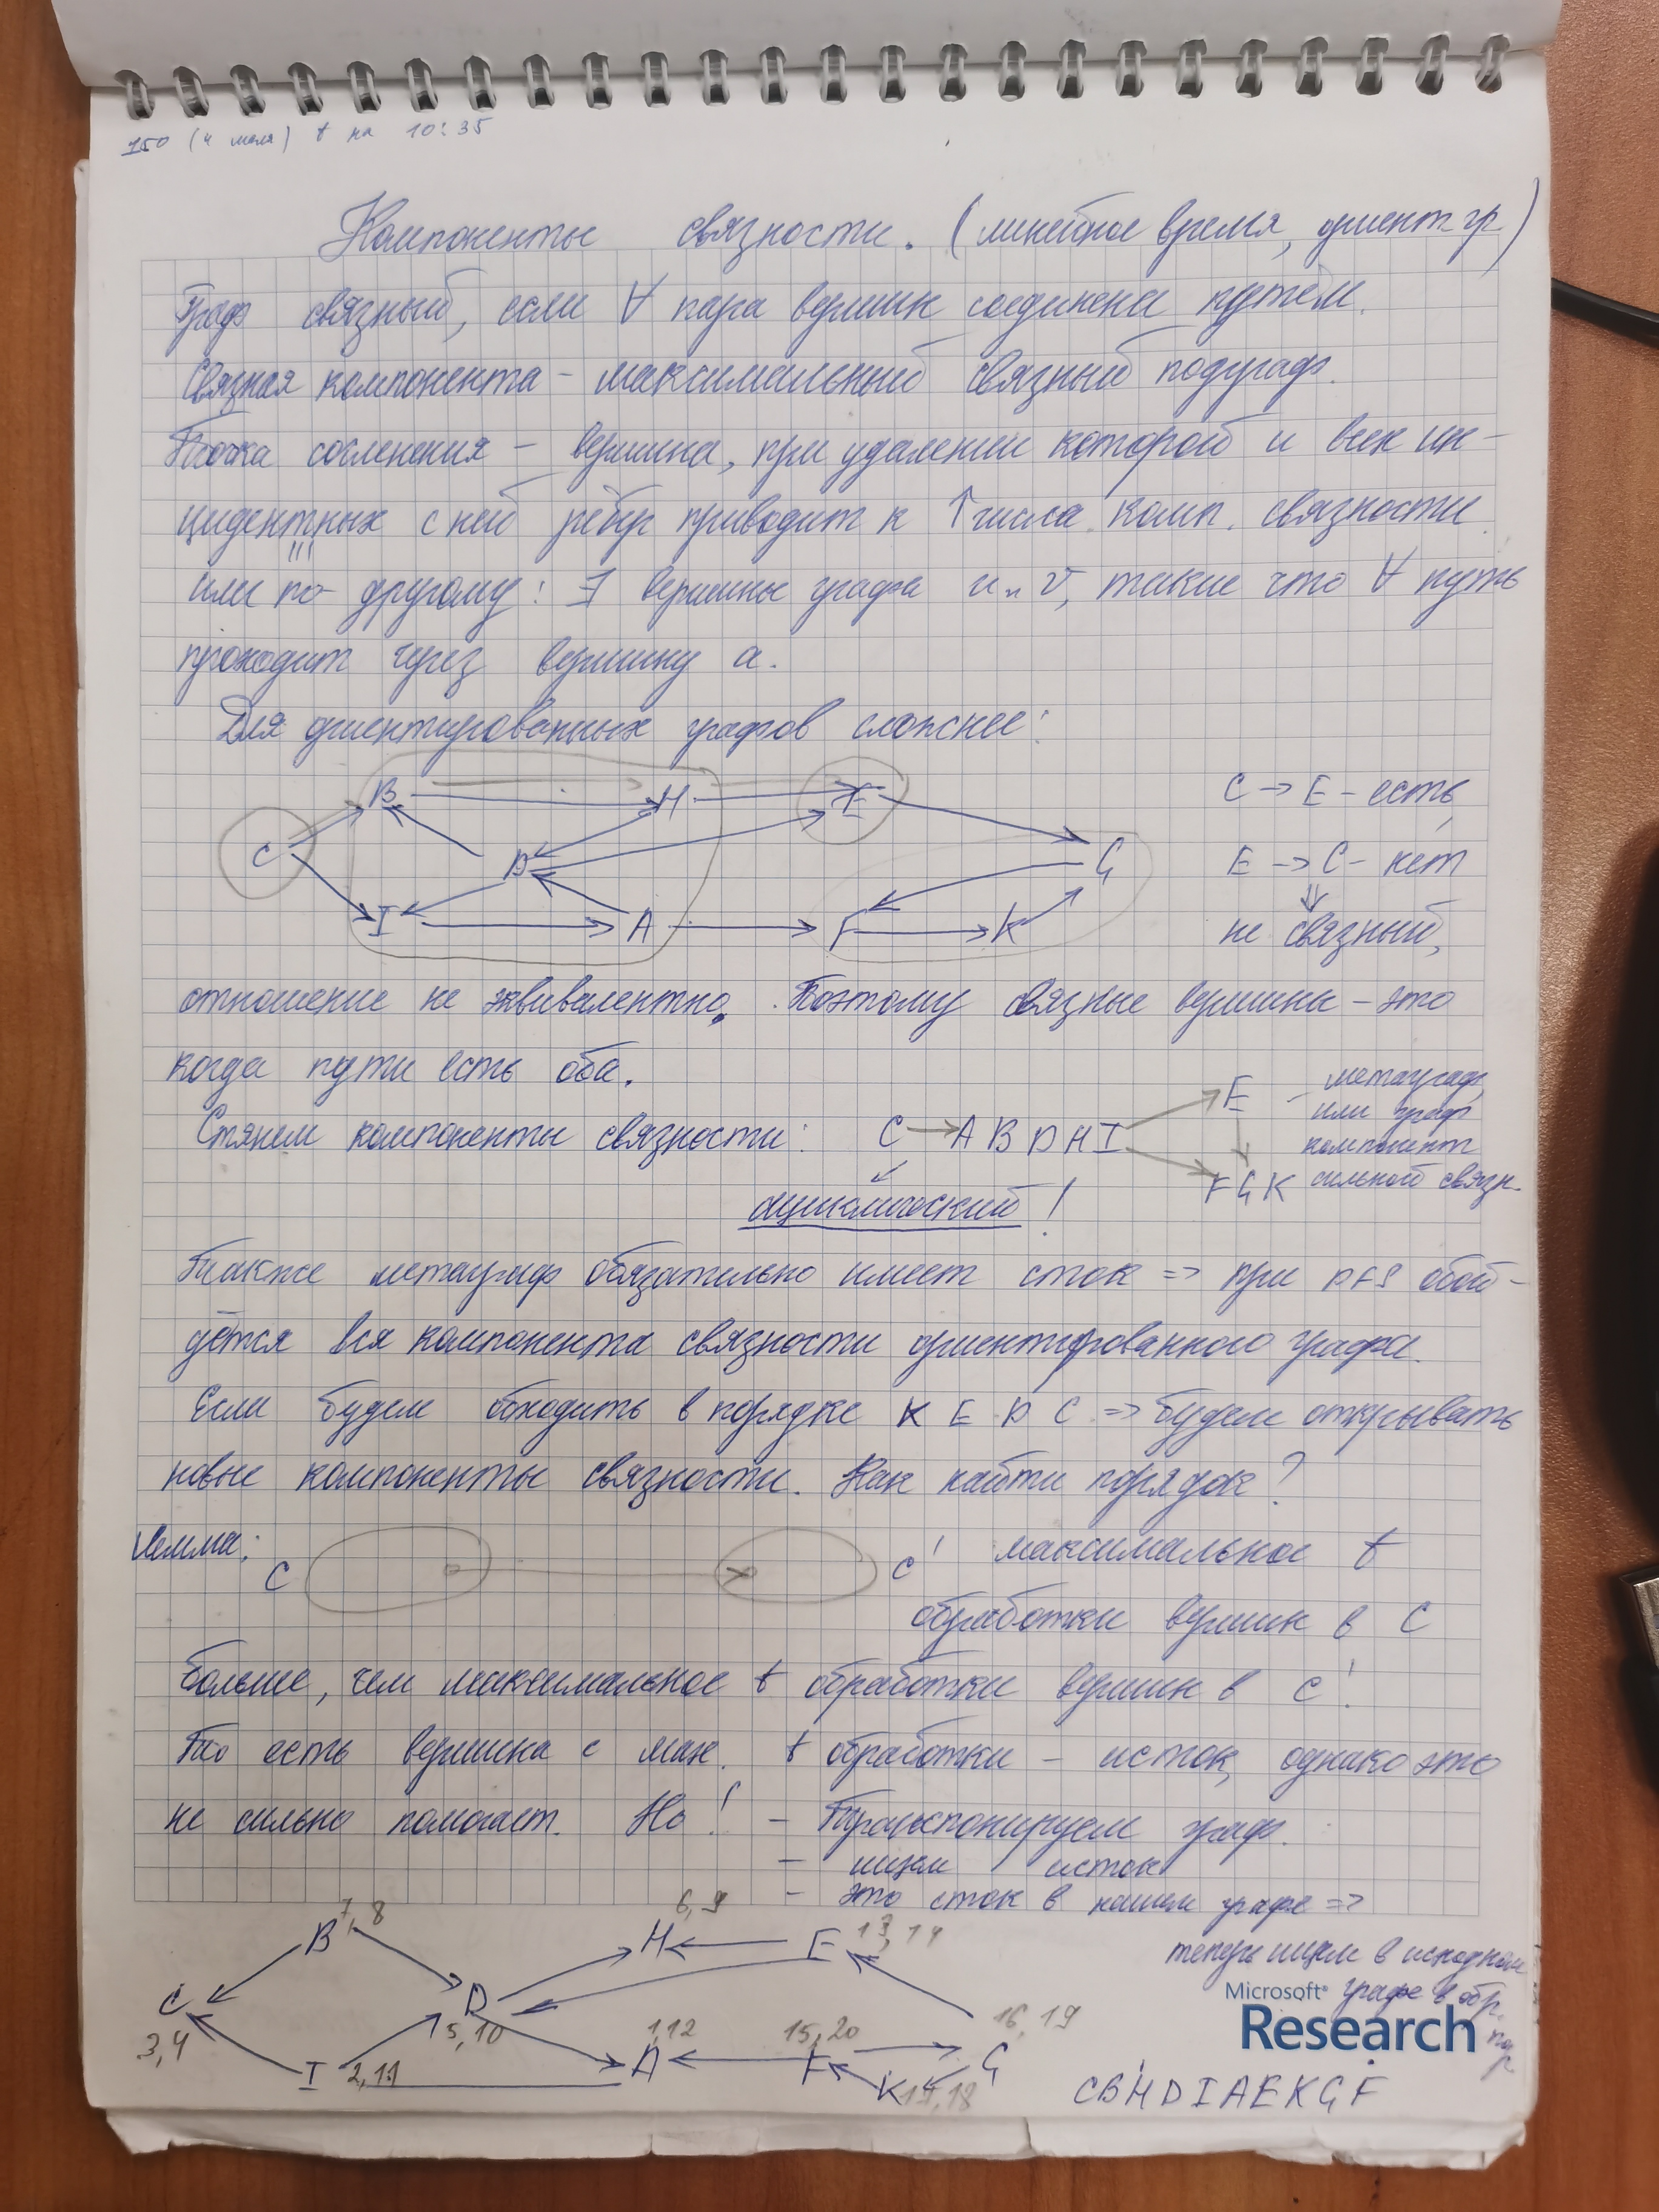 150 (4 июля) t на 10:35
Компоненты связности. (линейное время, ориент. гр)
Граф связный, если ∀ пара вершин соединена путём.
Связная компонента – максимальный связный подграф.
Точка сочленения – вершина, при удалении которой и всех ин-
цидентных с ней рёбер приводит к ↑ числа комп. связности
или по другому: ∃ вершины графа u и v, такие что ∀ путь
проходит через вершину a.
Для ориентированных графов сложнее:
B H E
C D G
I A F K
C → E – есть,
E → C – нет
⇓
не связный,
отношение не эквивалентно. Поэтому связные вершины – это
когда пути есть оба.
Стянем компоненты связности: C → A B D H I
E
F G K
– метаграф
или граф
компонент
сильной связн.
ациклический!
Также метаграф обязательно имеет сток => при DFS обой-
дётся вся компонента связности ориентированного графа.
Если будем обходить в порядке K E D C => будем открывать
новые компоненты связности. Как найти порядок?
Лемма: C C' максимальное t
обработки вершин в C
больше, чем максимальное t обработки вершин в C'.
То есть вершина с мак. t обработки – исток, однако это
не сильно помогает. Но! – Транспонируем граф.
– ищем исток
– это сток в нашем графе =>
теперь ищем в исходном
графе в обр.
пор
B 7,8 H 6,9 E 13,14
C 3,4 D 5,10 G 16,19
I 2,11 A 1,12 F 15,20 K 17,18
CBHDIAEKGF
Microsoft®
Research